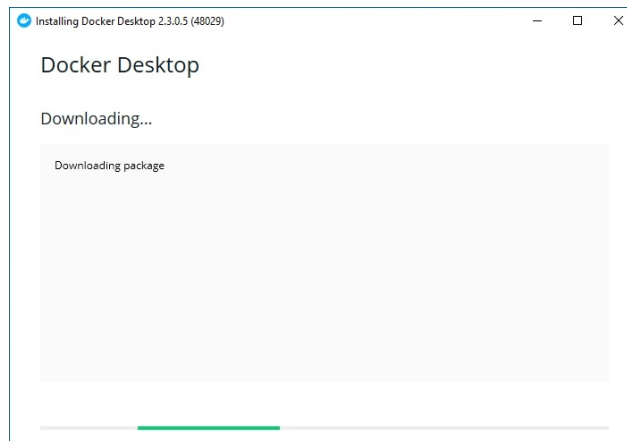 Installing Docker Desktop 2.3.0.5 (48029)
Docker Desktop
Downloading...
Downloading package